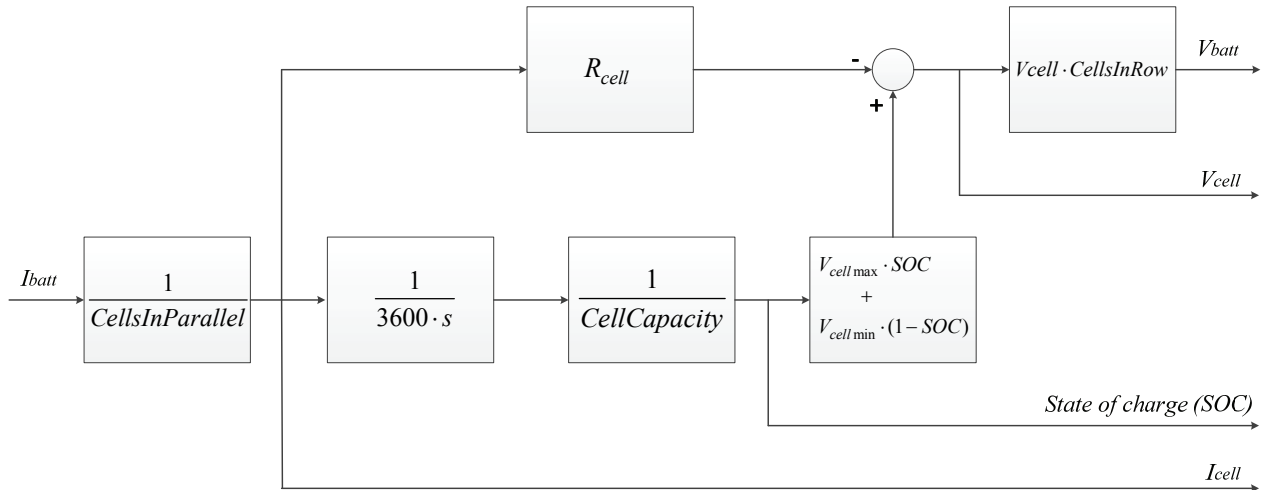 R_cell
-
+
Vcell · CellsInRow
Vbatt
Vcell
Ibatt
1
CellsInParallel
1
3600 · s
1
CellCapacity
V_cell max · SOC
+
V_cell min · (1 − SOC)
State of charge (SOC)
Icell